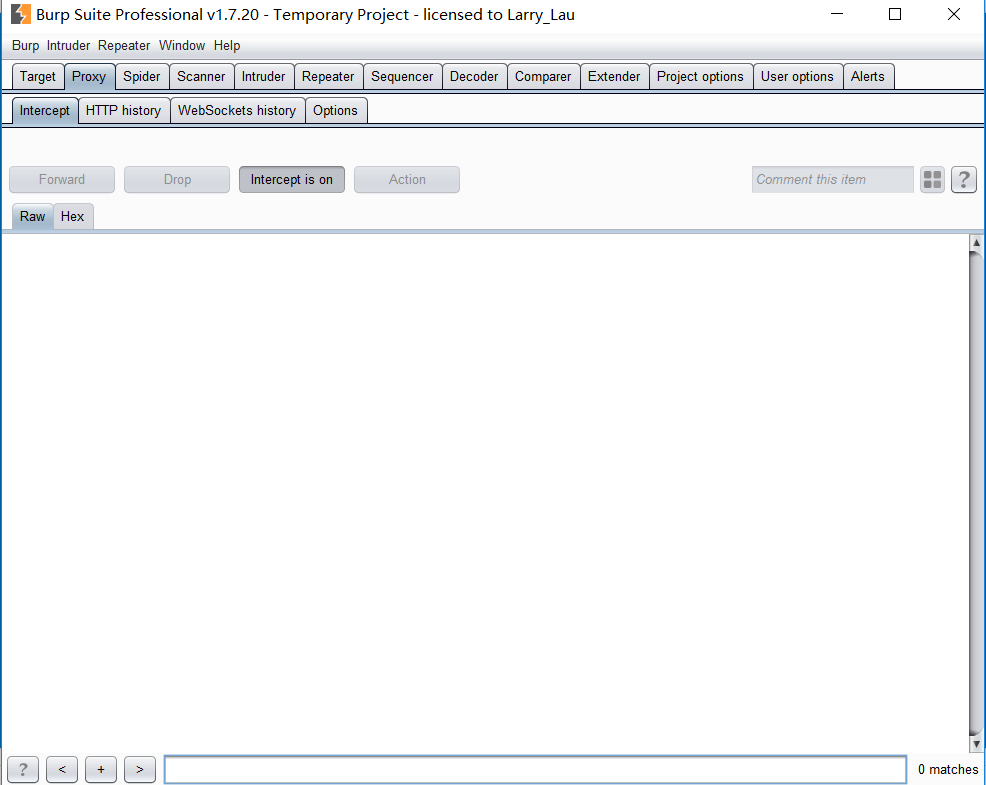 Burp Suite Professional v1.7.20 - Temporary Project - licensed to Larry_Lau
Burp Intruder Repeater Window Help
Target Proxy Spider Scanner Intruder Repeater Sequencer Decoder Comparer Extender Project options User options Alerts
Intercept HTTP history WebSockets history Options
Forward Drop Intercept is on Action Comment this item ?
Raw Hex
? < + > 0 matches